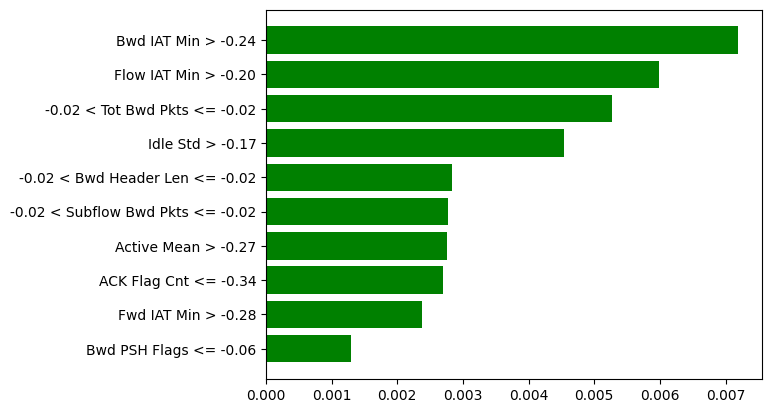 Bwd IAT Min > -0.24
Flow IAT Min > -0.20
-0.02 < Tot Bwd Pkts <= -0.02
Idle Std > -0.17
-0.02 < Bwd Header Len <= -0.02
-0.02 < Subflow Bwd Pkts <= -0.02
Active Mean > -0.27
ACK Flag Cnt <= -0.34
Fwd IAT Min > -0.28
Bwd PSH Flags <= -0.06
0.000 0.001 0.002 0.003 0.004 0.005 0.006 0.007